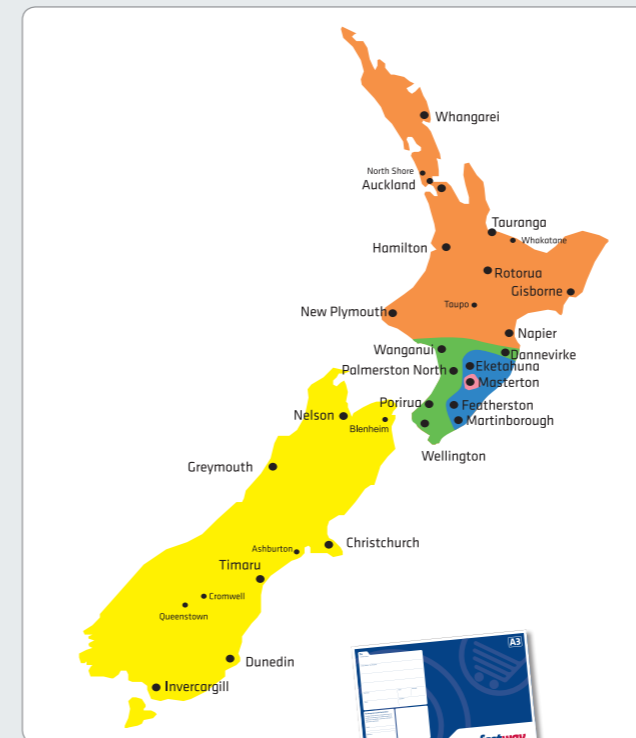 Whangarei
North Shore
Auckland
Tauranga
Whakatane
Hamilton
Rotorua
Gisborne
Taupo
New Plymouth
Napier
Wanganui
Dannevirke
Eketahuna
Palmerston North
Masterton
Porirua
Featherston
Nelson
Martinborough
Blenheim
Wellington
Greymouth
Christchurch
Ashburton
Timaru
Cromwell
Queenstown
Dunedin
Invercargill
A3